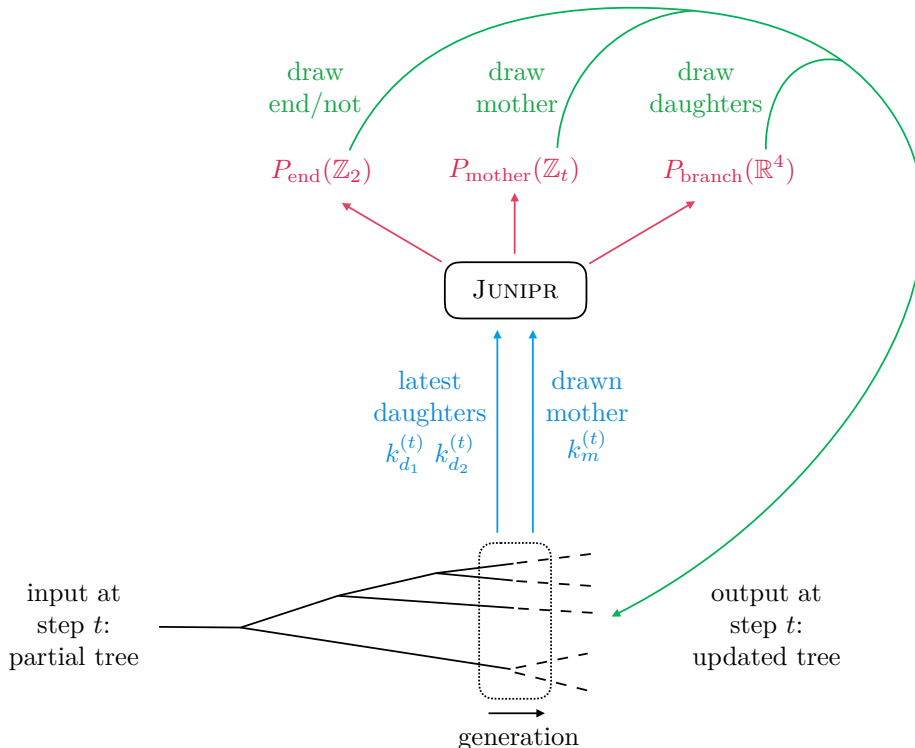 draw
end/not
draw
mother
draw
daughters
P_end(ℤ_2)
P_mother(ℤ_t)
P_branch(ℝ^4)
JUNIPR
latest
daughters
k_{d_1}^{(t)} k_{d_2}^{(t)}
drawn
mother
k_m^{(t)}
input at
step t:
partial tree
output at
step t:
updated tree
generation